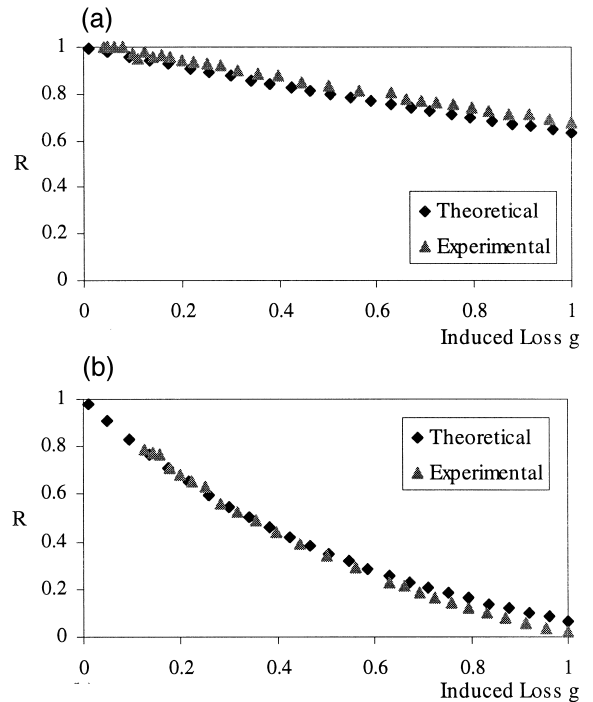 (a)
1
0.8
0.6
R
0.4
0.2
0
Theoretical
Experimental
0 0.2 0.4 0.6 0.8 1
Induced Loss g
(b)
1
0.8
0.6
R
0.4
0.2
0
Theoretical
Experimental
0 0.2 0.4 0.6 0.8 1
Induced Loss g